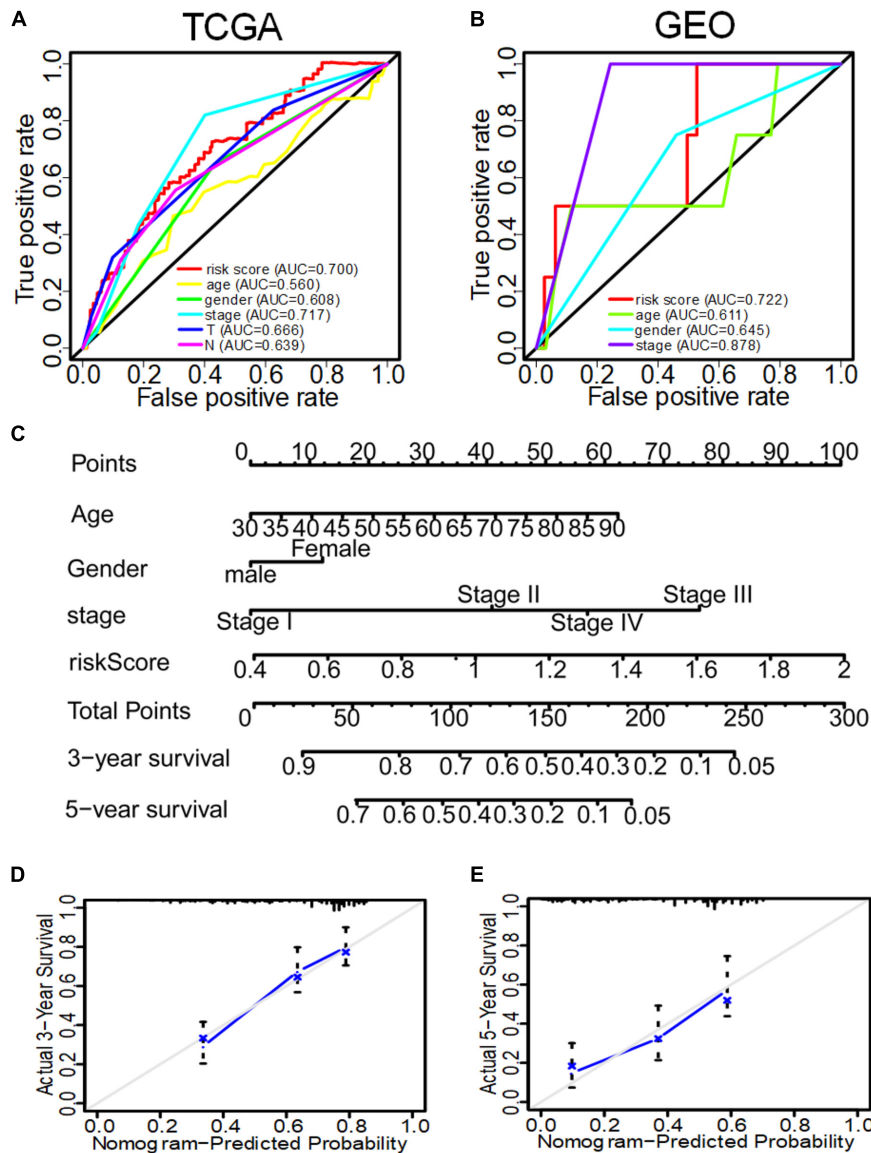 A TCGA
True positive rate
0.0 0.2 0.4 0.6 0.8 1.0
risk score (AUC=0.700)
age (AUC=0.560)
gender (AUC=0.608)
stage (AUC=0.717)
T (AUC=0.666)
N (AUC=0.639)
0.0 0.2 0.4 0.6 0.8 1.0
False positive rate
B GEO
True positive rate
0.0 0.2 0.4 0.6 0.8 1.0
risk score (AUC=0.722)
age (AUC=0.611)
gender (AUC=0.645)
stage (AUC=0.878)
0.0 0.2 0.4 0.6 0.8 1.0
False positive rate
C
Points 0 10 20 30 40 50 60 70 80 90 100
Age
30 35 40 45 50 55 60 65 70 75 80 85 90
Female
Gender
male
Stage II Stage III
stage
Stage I Stage IV
riskScore
0.4 0.6 0.8 1 1.2 1.4 1.6 1.8 2
Total Points
0 50 100 150 200 250 300
3−year survival
0.9 0.8 0.7 0.6 0.5 0.4 0.3 0.2 0.1 0.05
5−vear survival
0.7 0.6 0.5 0.4 0.3 0.2 0.1 0.05
D
Actual 3−Year Survival
0.0 0.2 0.4 0.6 0.8 1.0
0.0 0.2 0.4 0.6 0.8 1.0
Nomogram−Predicted Probability
E
Actual 5−Year Survival
0.0 0.2 0.4 0.6 0.8 1.0
0.0 0.2 0.4 0.6 0.8 1.0
Nomogram−Predicted Probability